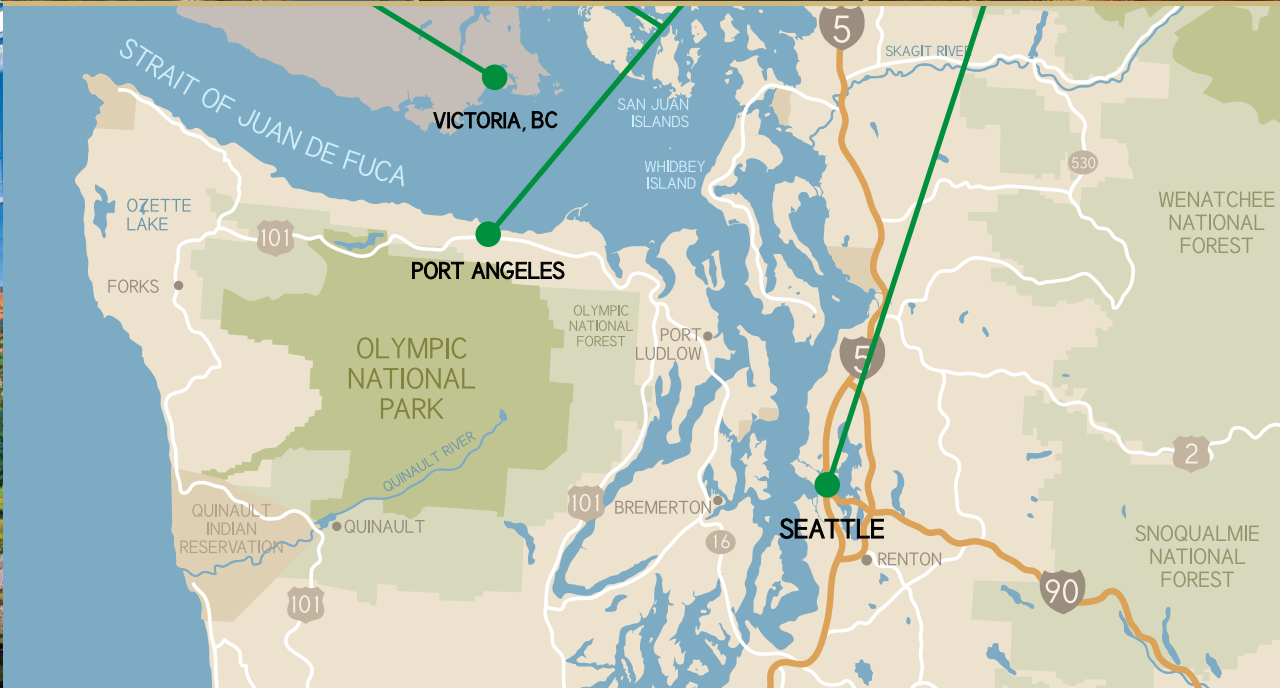 5
SKAGIT RIVER
STRAIT OF JUAN DE FUCA
VICTORIA, BC
SAN JUAN
ISLANDS
530
WHIDBEY
ISLAND
OZETTE
LAKE
WENATCHEE
NATIONAL
FOREST
101
PORT ANGELES
FORKS
OLYMPIC
NATIONAL
FOREST
PORT
LUDLOW
5
OLYMPIC
NATIONAL
PARK
QUINAULT RIVER
2
101
BREMERTON
QUINAULT
INDIAN
RESERVATION
QUINAULT
SEATTLE
16
RENTON
SNOQUALMIE
NATIONAL
FOREST
90
101